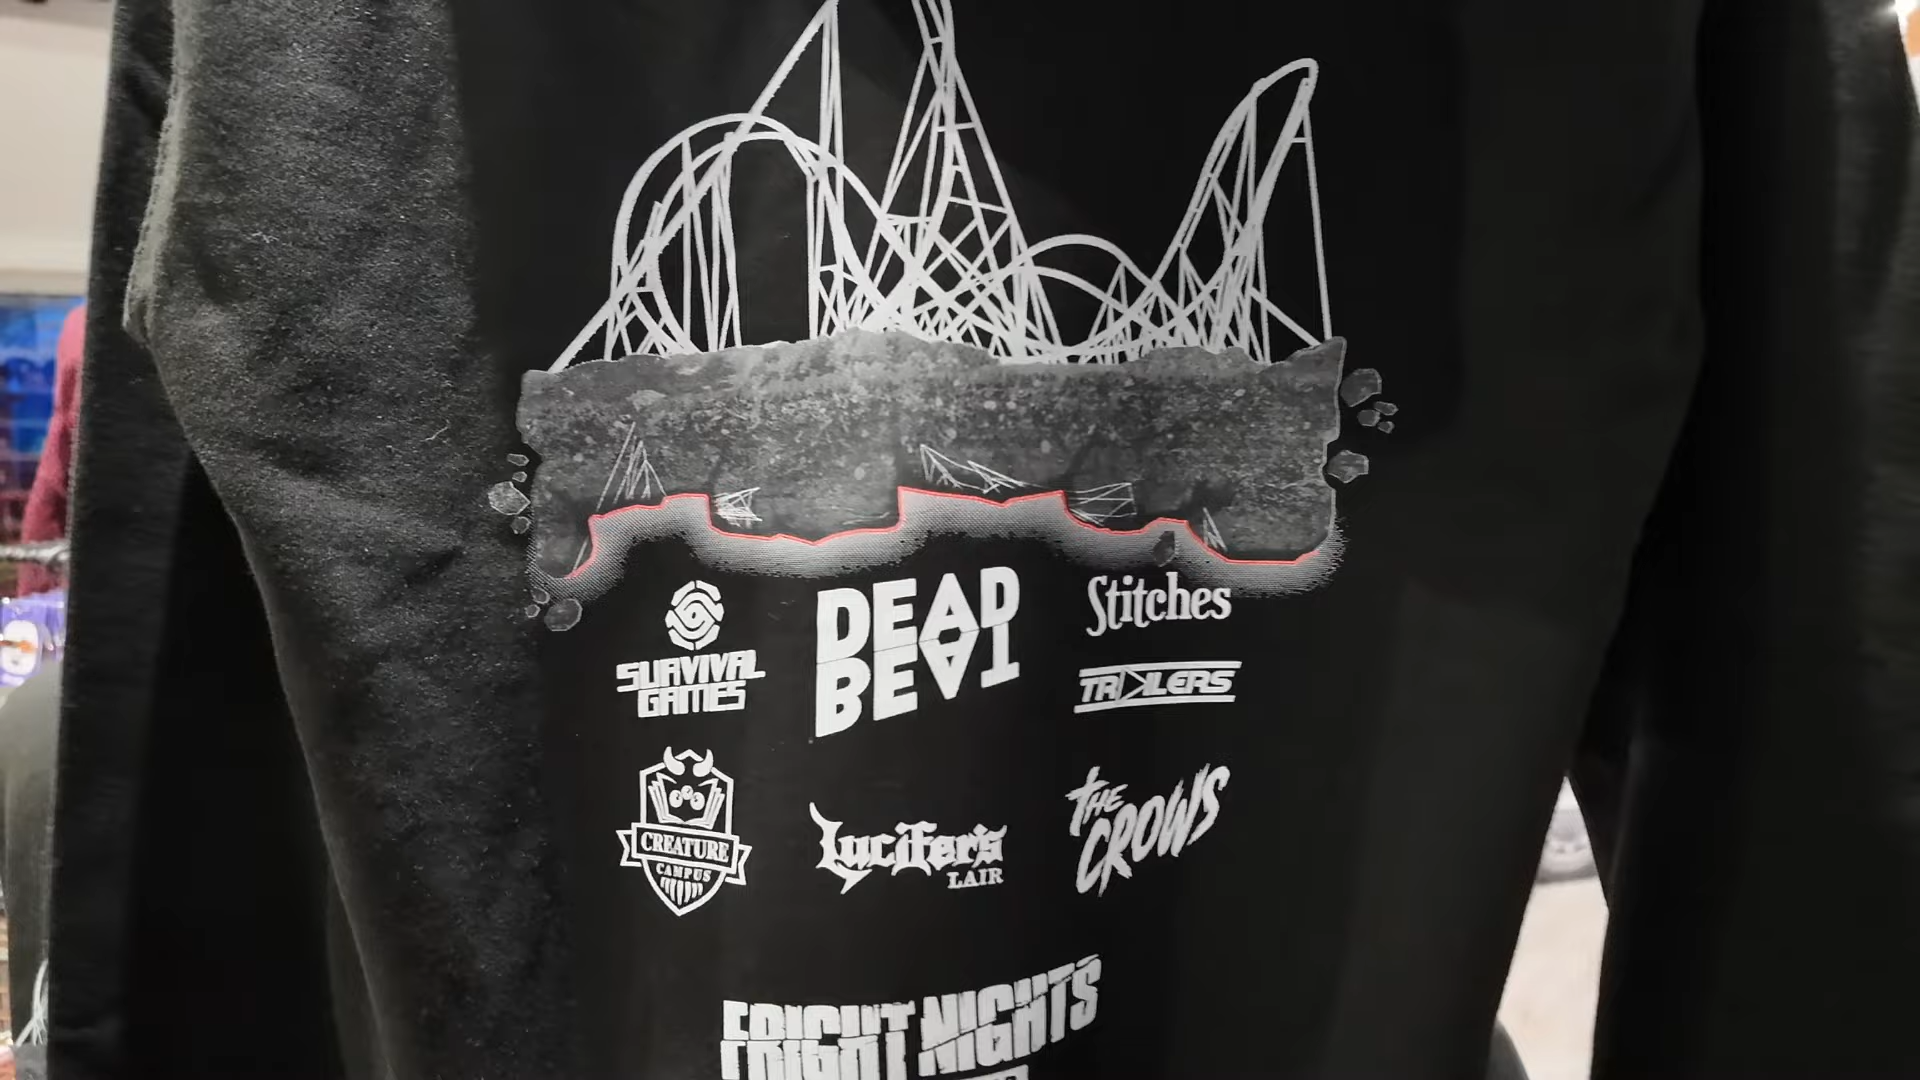 SURVIVAL
GAMES
DEAD
BEAT
Stitches
TRAILERS
CREATURE
CAMPUS
Lucifer's
LAIR
THE
CROWS
FRIGHT NIGHTS